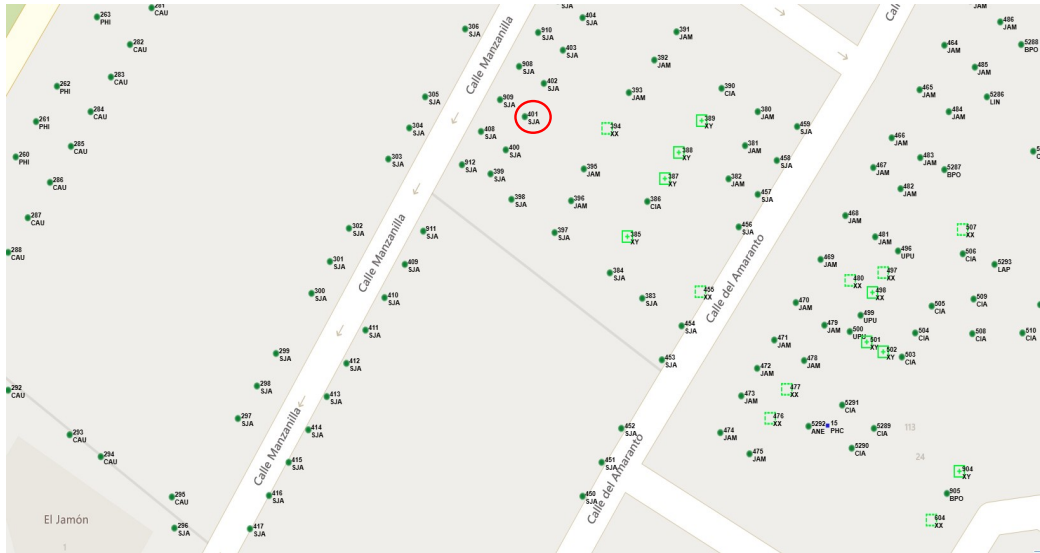 263
PHI
281
CAU
282
CAU
283
CAU
262
PHI
284
CAU
261
PHI
285
CAU
260
PHI
286
CAU
287
CAU
288
CAU
292
CAU
293
CAU
294
CAU
295
CAU
296
SJA
El Jamón
1
306
SJA
305
SJA
304
SJA
303
SJA
302
SJA
301
SJA
300
SJA
299
SJA
298
SJA
297
SJA
Calle Manzanilla
Calle Manzanilla
Calle Manzanilla
SJA
404
SJA
910
SJA
403
SJA
908
SJA
402
SJA
909
SJA
401
SJA
408
SJA
400
SJA
912
SJA
399
SJA
398
SJA
397
SJA
911
SJA
409
SJA
410
SJA
411
SJA
412
SJA
413
SJA
414
SJA
415
SJA
416
SJA
417
SJA
391
JAM
392
JAM
393
JAM
394
XX
395
JAM
396
JAM
390
CIA
389
XY
388
XY
387
XY
386
CIA
385
XY
384
SJA
383
SJA
380
JAM
381
JAM
382
JAM
459
SJA
458
SJA
457
SJA
456
SJA
455
XX
454
SJA
453
SJA
452
SJA
451
SJA
450
SJA
Calle del Amaranto
Calle del Amaranto
JAM
486
JAM
464
JAM
5288
BPO
485
JAM
465
JAM
5286
LIN
484
JAM
466
JAM
483
JAM
467
JAM
5287
BPO
482
JAM
468
JAM
481
JAM
507
XX
496
UPU
506
CIA
469
JAM
480
XX
497
XX
5293
LAP
498
XX
470
JAM
499
UPU
505
CIA
509
CIA
479
JAM
500
UPU
504
CIA
508
CIA
510
CIA
471
JAM
501
XY
502
XY
503
CIA
478
JAM
472
JAM
477
XX
473
JAM
5291
CIA
476
XX
5292
ANE
15
PHC
5289
CIA
113
474
JAM
5290
CIA
475
JAM
24
904
XY
905
BPO
604
XX